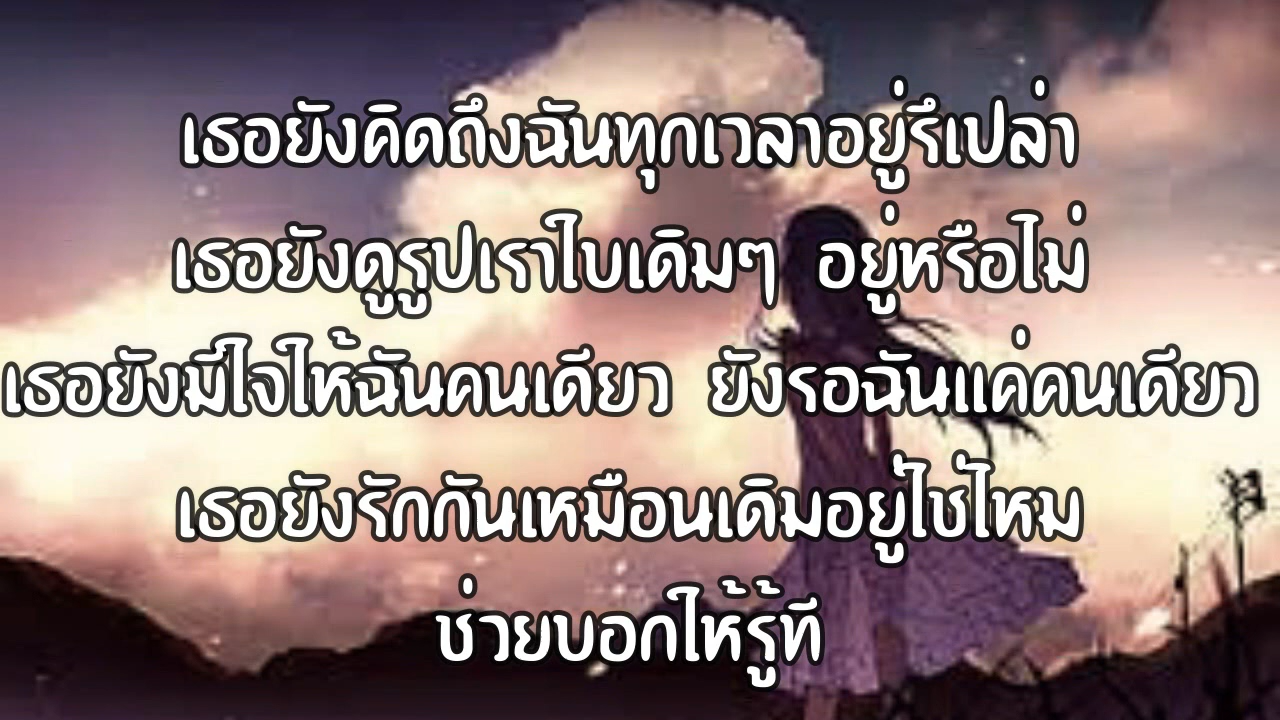 เธอยังคิดถึงฉันทุกเวลาอยู่รึเปล่า
เธอยังดูรูปเราใบเดิมๆ อยู่หรือไม่
เธอยังมีใจให้ฉันคนเดียว ยังรอฉันแค่คนเดียว
เธอยังรักกันเหมือนเดิมอยู่ใช่ไหม
ช่วยบอกให้รู้ที